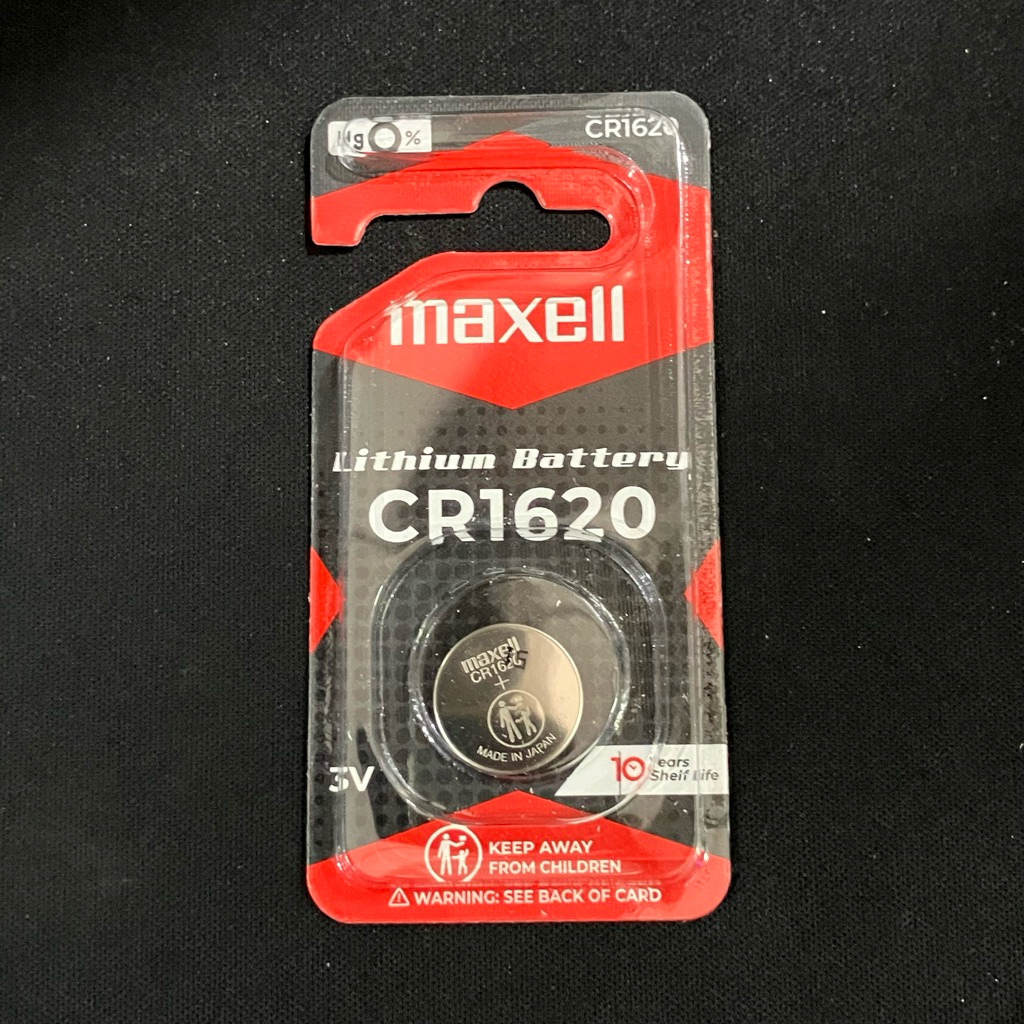 Hg 0 %
CR1620
maxell
Lithium Battery
CR1620
maxell
CR1620
+
MADE IN JAPAN
3V
10 Years
Shelf Life
KEEP AWAY
FROM CHILDREN
WARNING: SEE BACK OF CARD